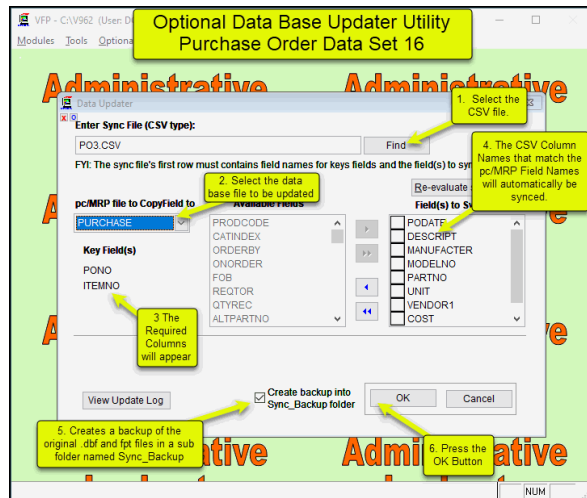 VFP - C:\V962 (User: DC
Optional Data Base Updater Utility
Purchase Order Data Set 16
Modules Tools Optiona
Administrative Administrative
Data Updater
1. Select the
CSV file.
Enter Sync File (CSV type):
PO3.CSV
Find
FYI: The sync file's first row must contains field names for keys fields and the field(s) to sy
4. The CSV Column
Names that match the
pc/MRP Field Names
will automatically be
synced.
2. Select the data
base file to be updated
Re-evaluate s
pc/MRP file to CopyField to
Available Fields
Field(s) to Sy
PURCHASE
PRODCODE
CATINDEX
ORDERBY
ONORDER
FOB
REQTOR
QTYREC
ALTPARTNO
PODATE
DESCRIPT
MANUFACTER
MODELNO
PARTNO
UNIT
VENDOR1
COST
Key Field(s)
PONO
ITEMNO
3 The
Required
Columns
will appear
View Update Log
Create backup into
Sync_Backup folder
OK
Cancel
5. Creates a backup of the
original .dbf and fpt files in a sub
folder named Sync_Backup
6. Press the
OK Button
NUM